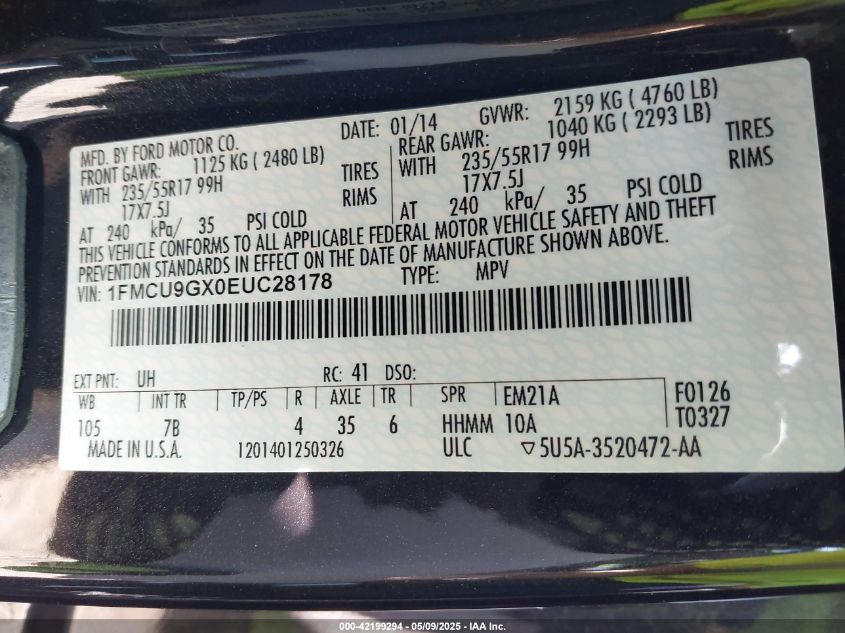 MFD. BY FORD MOTOR CO.
DATE: 01/14 GVWR: 2159 KG ( 4760 LB)
FRONT GAWR: 1125 KG ( 2480 LB)
WITH 235/55R17 99H TIRES
17X7.5J RIMS
AT 240 kPa/ 35 PSI COLD
REAR GAWR: 1040 KG ( 2293 LB)
WITH 235/55R17 99H TIRES
17X7.5J RIMS
AT 240 kPa/ 35 PSI COLD
THIS VEHICLE CONFORMS TO ALL APPLICABLE FEDERAL MOTOR VEHICLE SAFETY AND THEFT
PREVENTION STANDARDS IN EFFECT ON THE DATE OF MANUFACTURE SHOWN ABOVE.
VIN: 1FMCU9GX0EUC28178 TYPE: MPV
EXT PNT: UH RC: 41 DSO:
WB INT TR TP/PS R AXLE TR SPR EM21A F0126
105 7B 4 35 6 HHMM 10A T0327
MADE IN U.S.A. 1201401250326 ULC ▽5U5A-3520472-AA
000-42199294 - 05/09/2025 - IAA Inc.